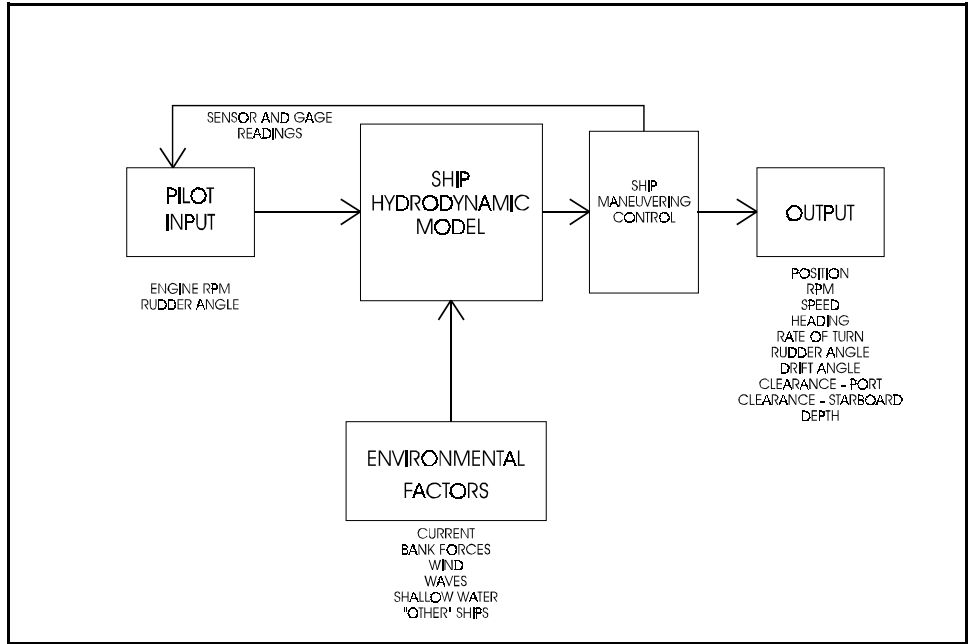 SENSOR AND GAGE
READINGS
PILOT
INPUT
ENGINE RPM
RUDDER ANGLE
SHIP
HYDRODYNAMIC
MODEL
SHIP
MANEUVERING
CONTROL
OUTPUT
POSITION
RPM
SPEED
HEADING
RATE OF TURN
RUDDER ANGLE
DRIFT ANGLE
CLEARANCE - PORT
CLEARANCE - STARBOARD
DEPTH
ENVIRONMENTAL
FACTORS
CURRENT
BANK FORCES
WIND
WAVES
SHALLOW WATER
"OTHER" SHIPS